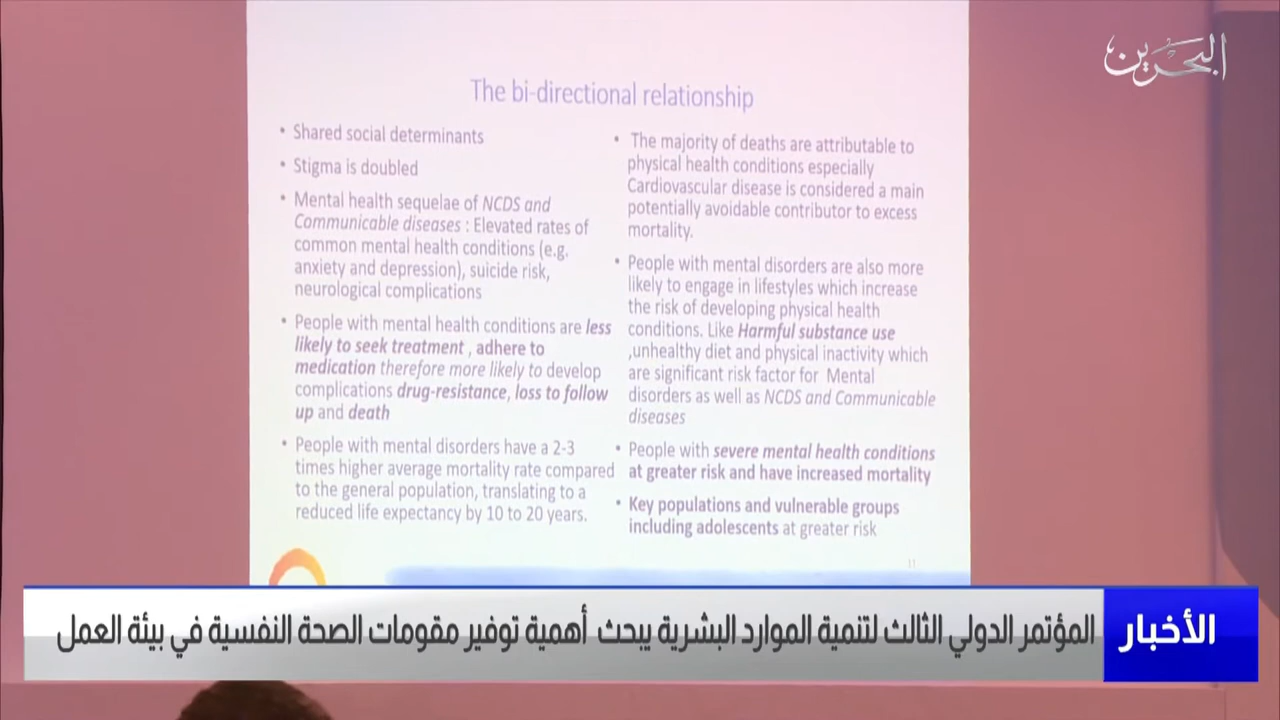 البحرين
The bi-directional relationship
• Shared social determinants
• Stigma is doubled
• Mental health sequelae of NCDS and
Communicable diseases : Elevated rates of
common mental health conditions (e.g.
anxiety and depression), suicide risk,
neurological complications
• People with mental health conditions are less
likely to seek treatment , adhere to
medication therefore more likely to develop
complications drug-resistance, loss to follow
up and death
• People with mental disorders have a 2-3
times higher average mortality rate compared
to the general population, translating to a
reduced life expectancy by 10 to 20 years.
• The majority of deaths are attributable to
physical health conditions especially
Cardiovascular disease is considered a main
potentially avoidable contributor to excess
mortality.
• People with mental disorders are also more
likely to engage in lifestyles which increase
the risk of developing physical health
conditions. Like Harmful substance use
,unhealthy diet and physical inactivity which
are significant risk factor for Mental
disorders as well as NCDS and Communicable
diseases
• People with severe mental health conditions
at greater risk and have increased mortality
• Key populations and vulnerable groups
including adolescents at greater risk
11
الأخبار
المؤتمر الدولي الثالث لتنمية الموارد البشرية يبحث أهمية توفير مقومات الصحة النفسية في بيئة العمل